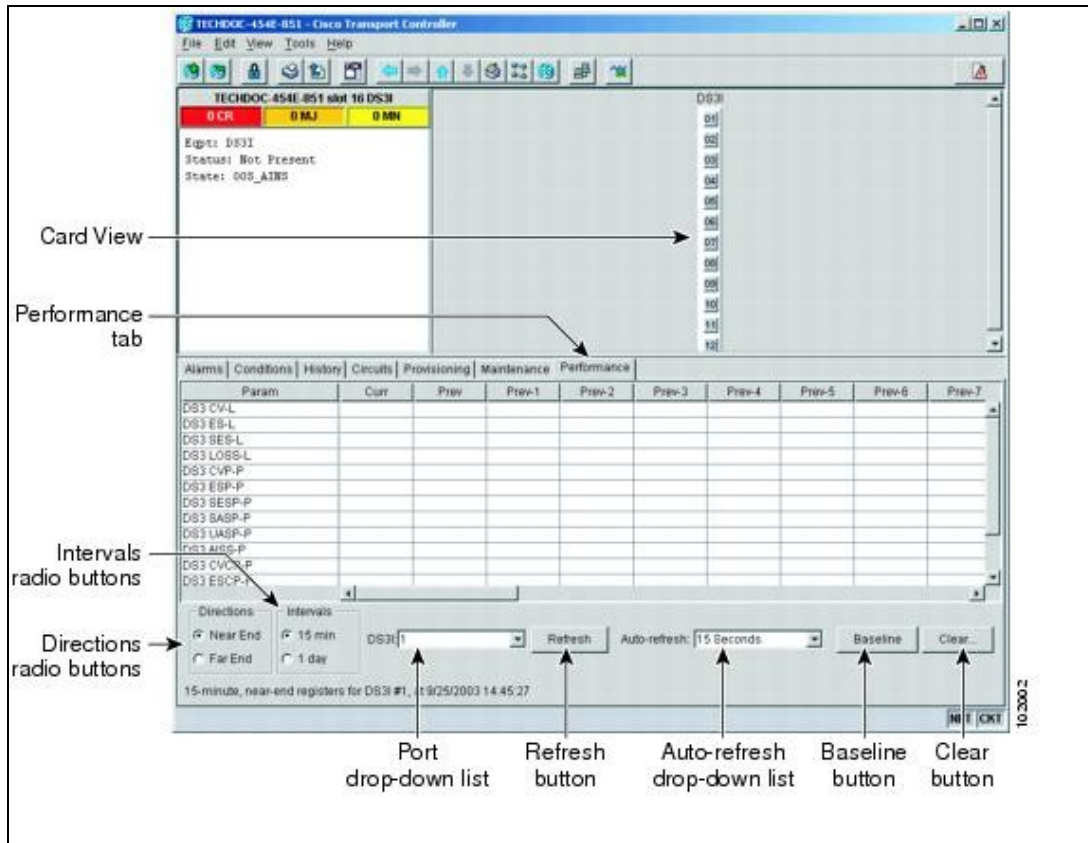 TECHDOC-454E-851 - Cisco Transport Controller
File Edit View Tools Help
TECHDOC-454E-851 slot 16 DS3I
0 CR 0 MJ 0 MN
Eqpt: DS3I
Status: Not Present
State: OOS_AINS
DS3I
01
02
03
04
05
06
07
08
09
10
11
12
Card View
Performance
tab
Alarms Conditions History Circuits Provisioning Maintenance Performance
Param Curr Prev Prev-1 Prev-2 Prev-3 Prev-4 Prev-5 Prev-6 Prev-7
DS3 CV-L
DS3 ES-L
DS3 SES-L
DS3 LOSS-L
DS3 CVP-P
DS3 ESP-P
DS3 SESP-P
DS3 SASP-P
DS3 UASP-P
DS3 AISS-P
DS3 CVCP-P
DS3 ESCP-P
Intervals
radio buttons
Directions
radio buttons
Directions Intervals
Near End 15 min
Far End 1 day
DS3I: 1 Refresh Auto-refresh: 15 Seconds Baseline Clear...
15-minute, near-end registers for DS3I #1, at 9/25/2003 14:45:27
NET CKT
102002
Port
drop-down list
Refresh
button
Auto-refresh
drop-down list
Baseline
button
Clear
button